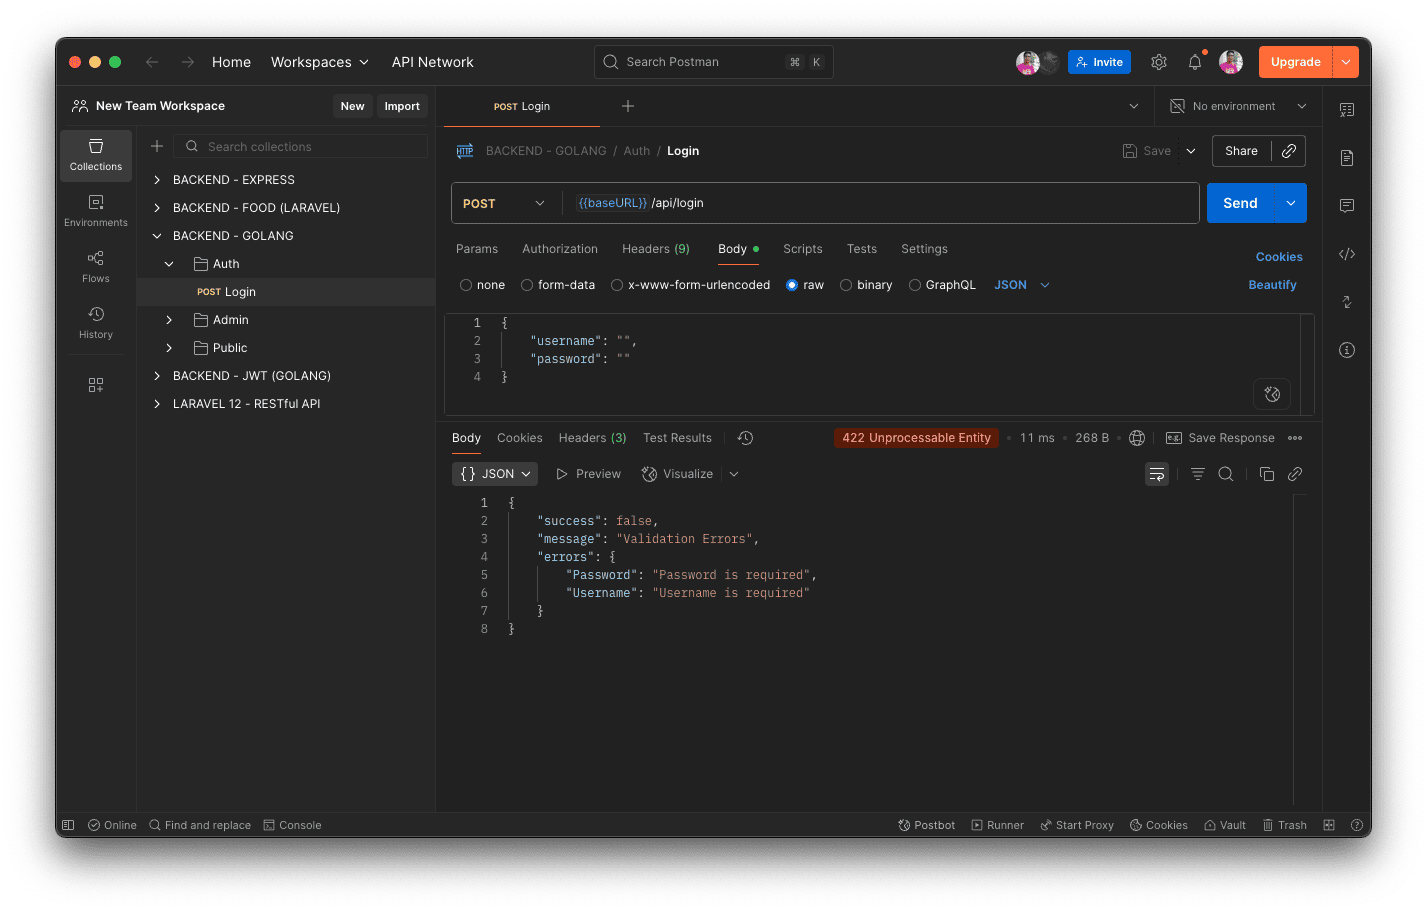 Home Workspaces API Network Search Postman ⌘ K Invite Upgrade
New Team Workspace New Import POST Login No environment
Search collections
Collections
Environments
Flows
History
BACKEND - EXPRESS
BACKEND - FOOD (LARAVEL)
BACKEND - GOLANG
Auth
POST Login
Admin
Public
BACKEND - JWT (GOLANG)
LARAVEL 12 - RESTful API
HTTP BACKEND - GOLANG / Auth / Login Save Share
POST {{baseURL}} /api/login Send
Params Authorization Headers (9) Body Scripts Tests Settings Cookies
none form-data x-www-form-urlencoded raw binary GraphQL JSON Beautify
1 {
2 "username": "",
3 "password": ""
4 }
Body Cookies Headers (3) Test Results 422 Unprocessable Entity 11 ms 268 B e.g. Save Response
{} JSON Preview Visualize
1 {
2 "success": false,
3 "message": "Validation Errors",
4 "errors": {
5 "Password": "Password is required",
6 "Username": "Username is required"
7 }
8 }
Online Find and replace Console Postbot Runner Start Proxy Cookies Vault Trash